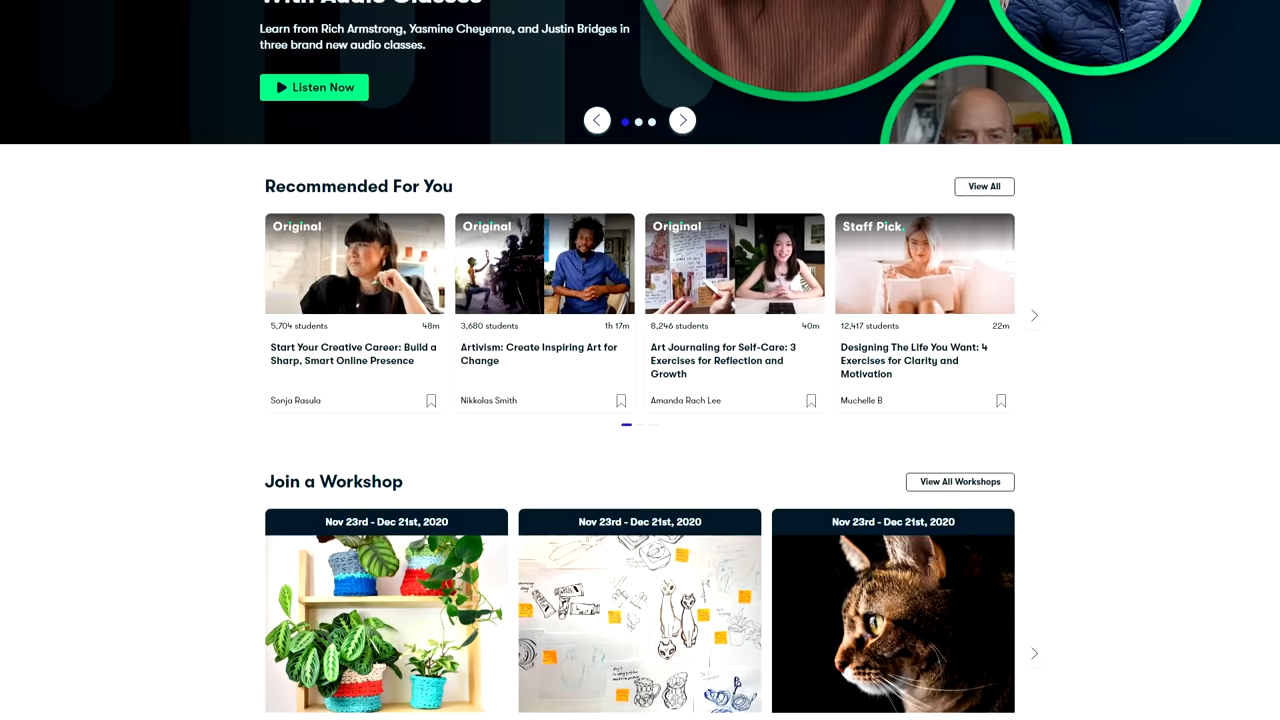 With Audio Classes
Learn from Rich Armstrong, Yasmine Cheyenne, and Justin Bridges in
three brand new audio classes.
Listen Now
Recommended For You
View All
Original
Original
Original
Staff Pick.
5,704 students 48m
3,680 students 1h 17m
8,246 students 40m
12,417 students 22m
Start Your Creative Career: Build a
Sharp, Smart Online Presence
Artivism: Create Inspiring Art for
Change
Art Journaling for Self-Care: 3
Exercises for Reflection and
Growth
Designing The Life You Want: 4
Exercises for Clarity and
Motivation
Sonja Rasula
Nikkolas Smith
Amanda Rach Lee
Muchelle B
Join a Workshop
View All Workshops
Nov 23rd - Dec 21st, 2020
Nov 23rd - Dec 21st, 2020
Nov 23rd - Dec 21st, 2020